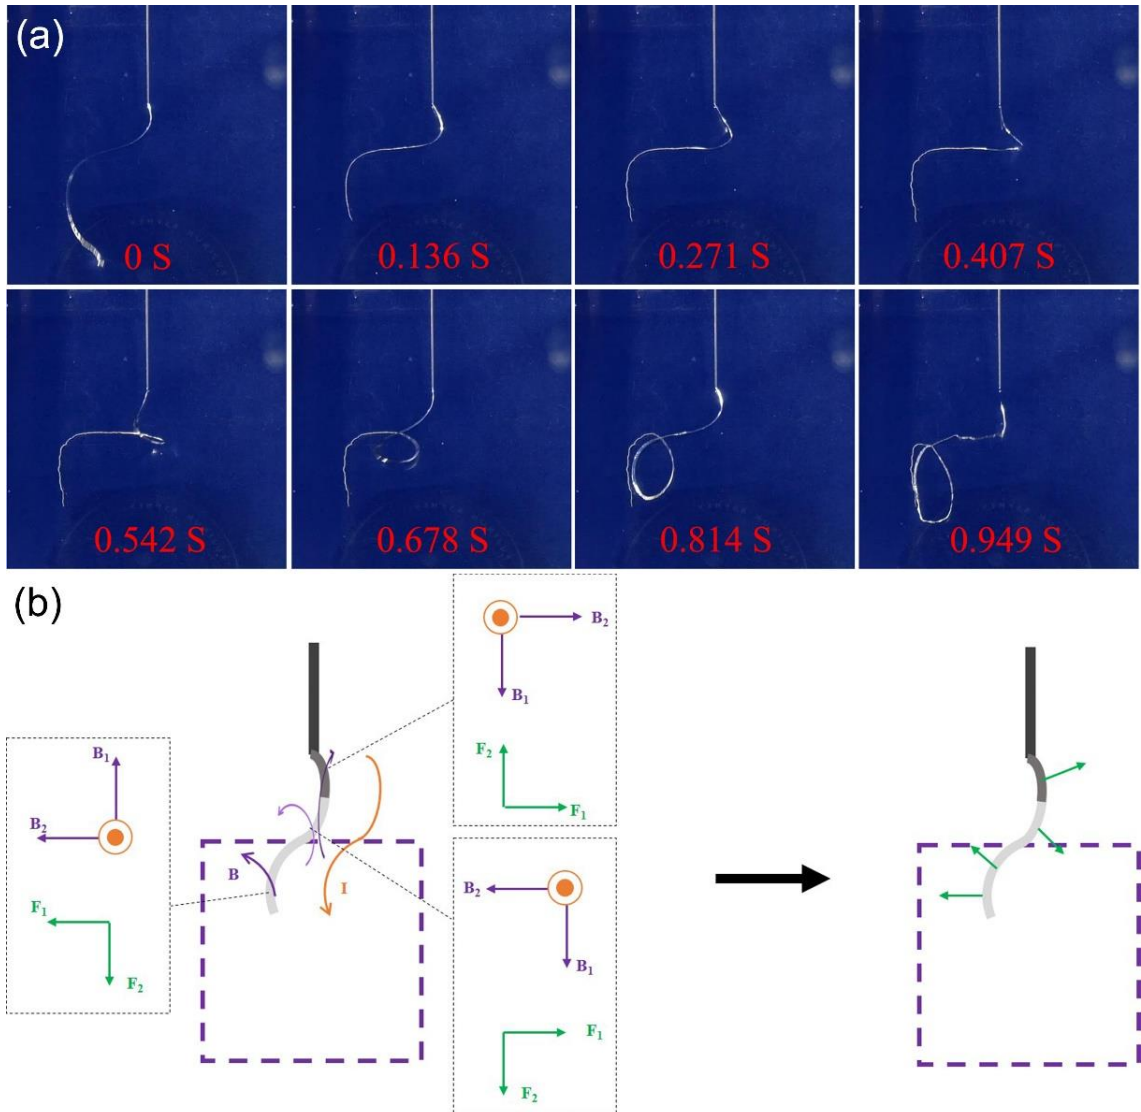 (a)
0 S
0.136 S
0.271 S
0.407 S
0.542 S
0.678 S
0.814 S
0.949 S
(b)
B₂
B₁
F₂
F₁
B₁
B₂
F₁
F₂
B
I
B₂
B₁
F₁
F₂